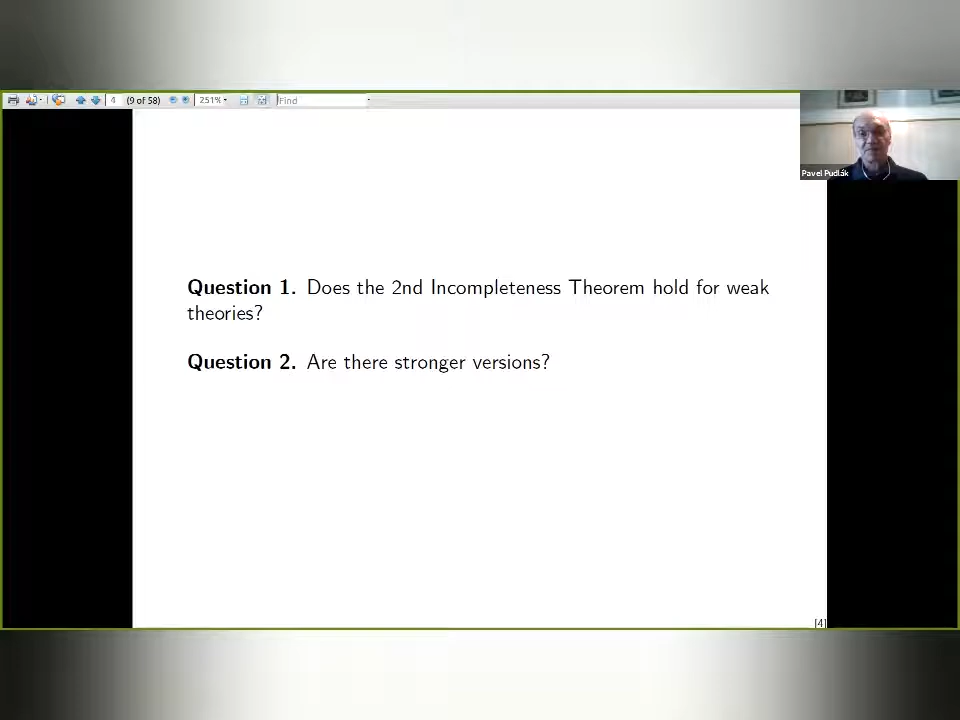 4 (9 of 58) 251% Find
Pavel Pudlák
Question 1. Does the 2nd Incompleteness Theorem hold for weak
theories?
Question 2. Are there stronger versions?
[4]